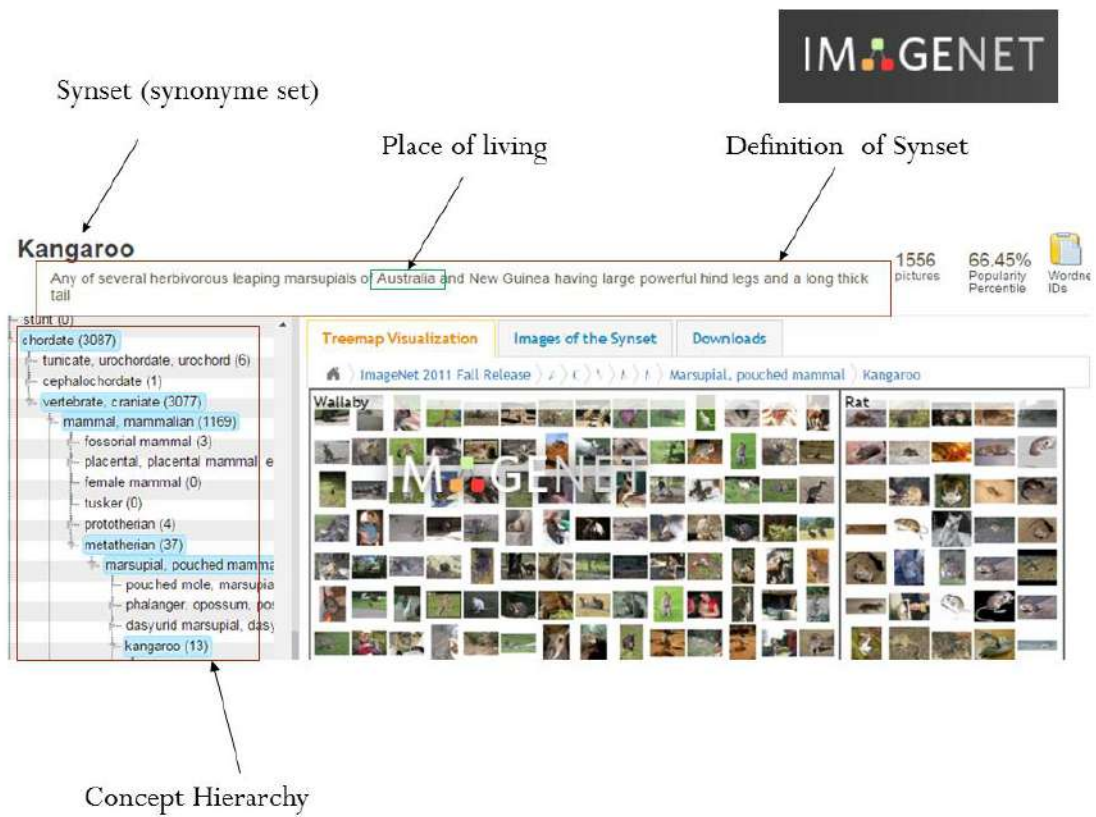 IMAGENET
Synset (synonyme set)
Place of living
Definition of Synset
Kangaroo
Any of several herbivorous leaping marsupials of Australia and New Guinea having large powerful hind legs and a long thick
tail
1556
pictures
66.45%
Popularity
Percentile
Wordne
IDs
stunt (0)
chordate (3087)
tunicate, urochordate, urochord (6)
cephalochordate (1)
vertebrate, craniate (3077)
mammal, mammalian (1169)
fossorial mammal (3)
placental, placental mammal, e
female mammal (0)
tusker (0)
prototherian (4)
metatherian (37)
marsupial, pouched mamma
pouched mole, marsupia
phalanger, opossum, pos
dasyurid marsupial, dasy
kangaroo (13)
Treemap Visualization
Images of the Synset
Downloads
ImageNet 2011 Fall Release
Marsupial, pouched mammal
Kangaroo
Wallaby
Rat
IMAGENET
Concept Hierarchy